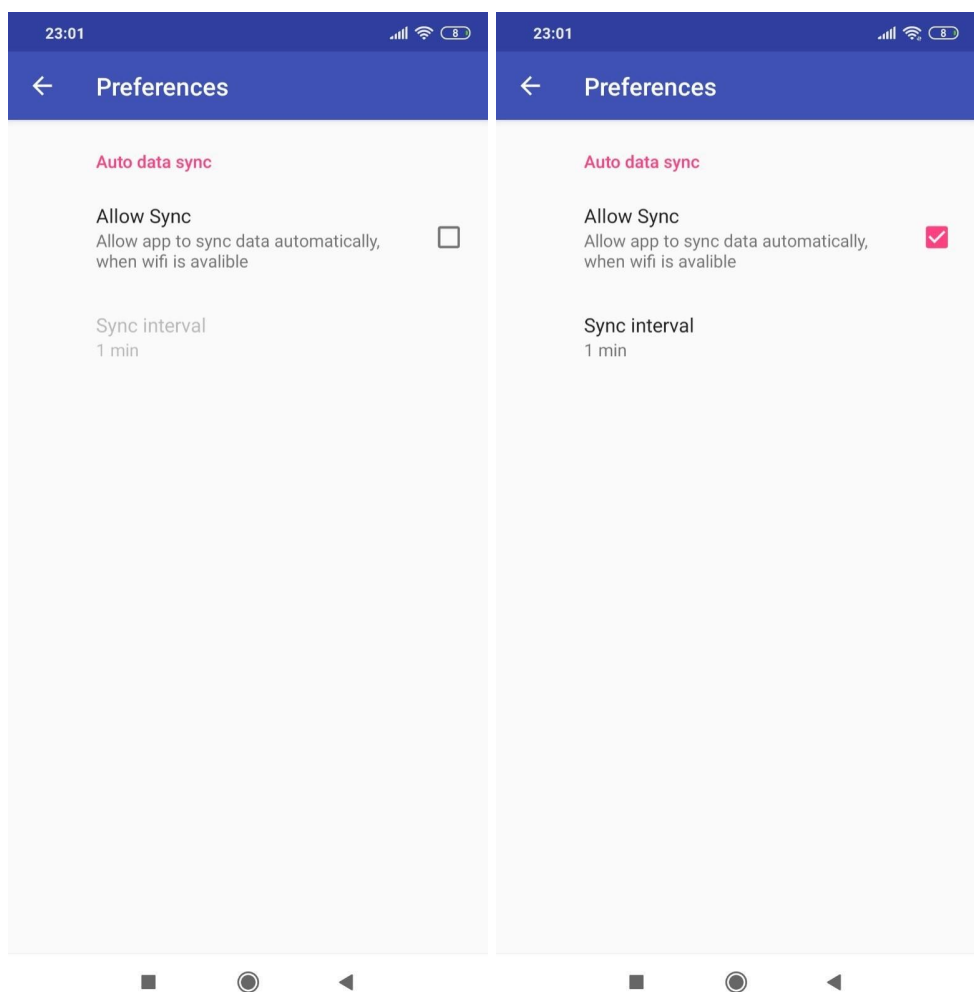 23:01
8
Preferences
Auto data sync
Allow Sync
Allow app to sync data automatically,
when wifi is avalible
Sync interval
1 min
23:01
8
Preferences
Auto data sync
Allow Sync
Allow app to sync data automatically,
when wifi is avalible
Sync interval
1 min